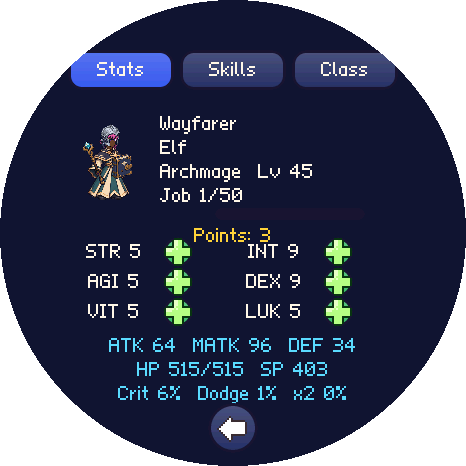 Stats Skills Class
Wayfarer
Elf
Archmage Lv 45
Job 1/50
Points: 3
STR 5 INT 9
AGI 5 DEX 9
VIT 5 LUK 5
ATK 64 MATK 96 DEF 34
HP 515/515 SP 403
Crit 6% Dodge 1% x2 0%